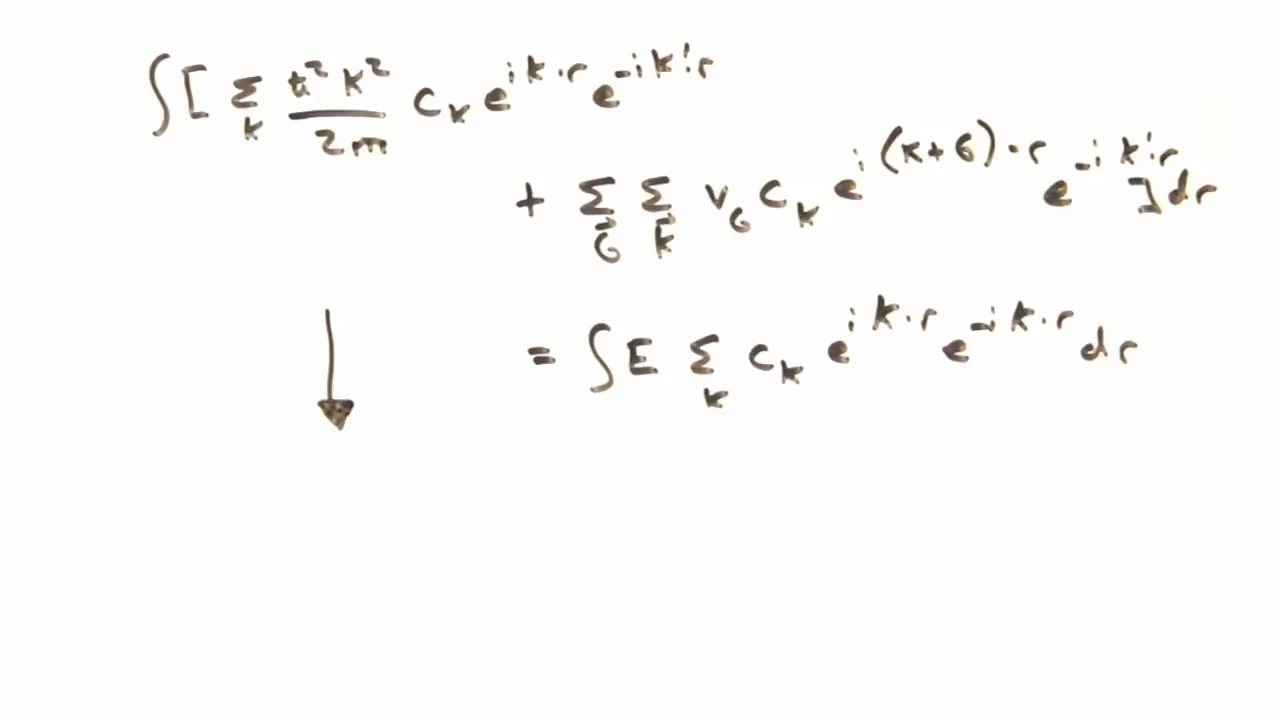 ∫[ Σ_k ħ²k²/2m c_k e^{ik·r} e^{-ik'·r}
+ Σ_G⃗ Σ_k⃗ V_G c_k e^{i(k+G)·r} e^{-ik'·r} ] dr
= ∫E Σ_k c_k e^{ik·r} e^{-ik·r} dr